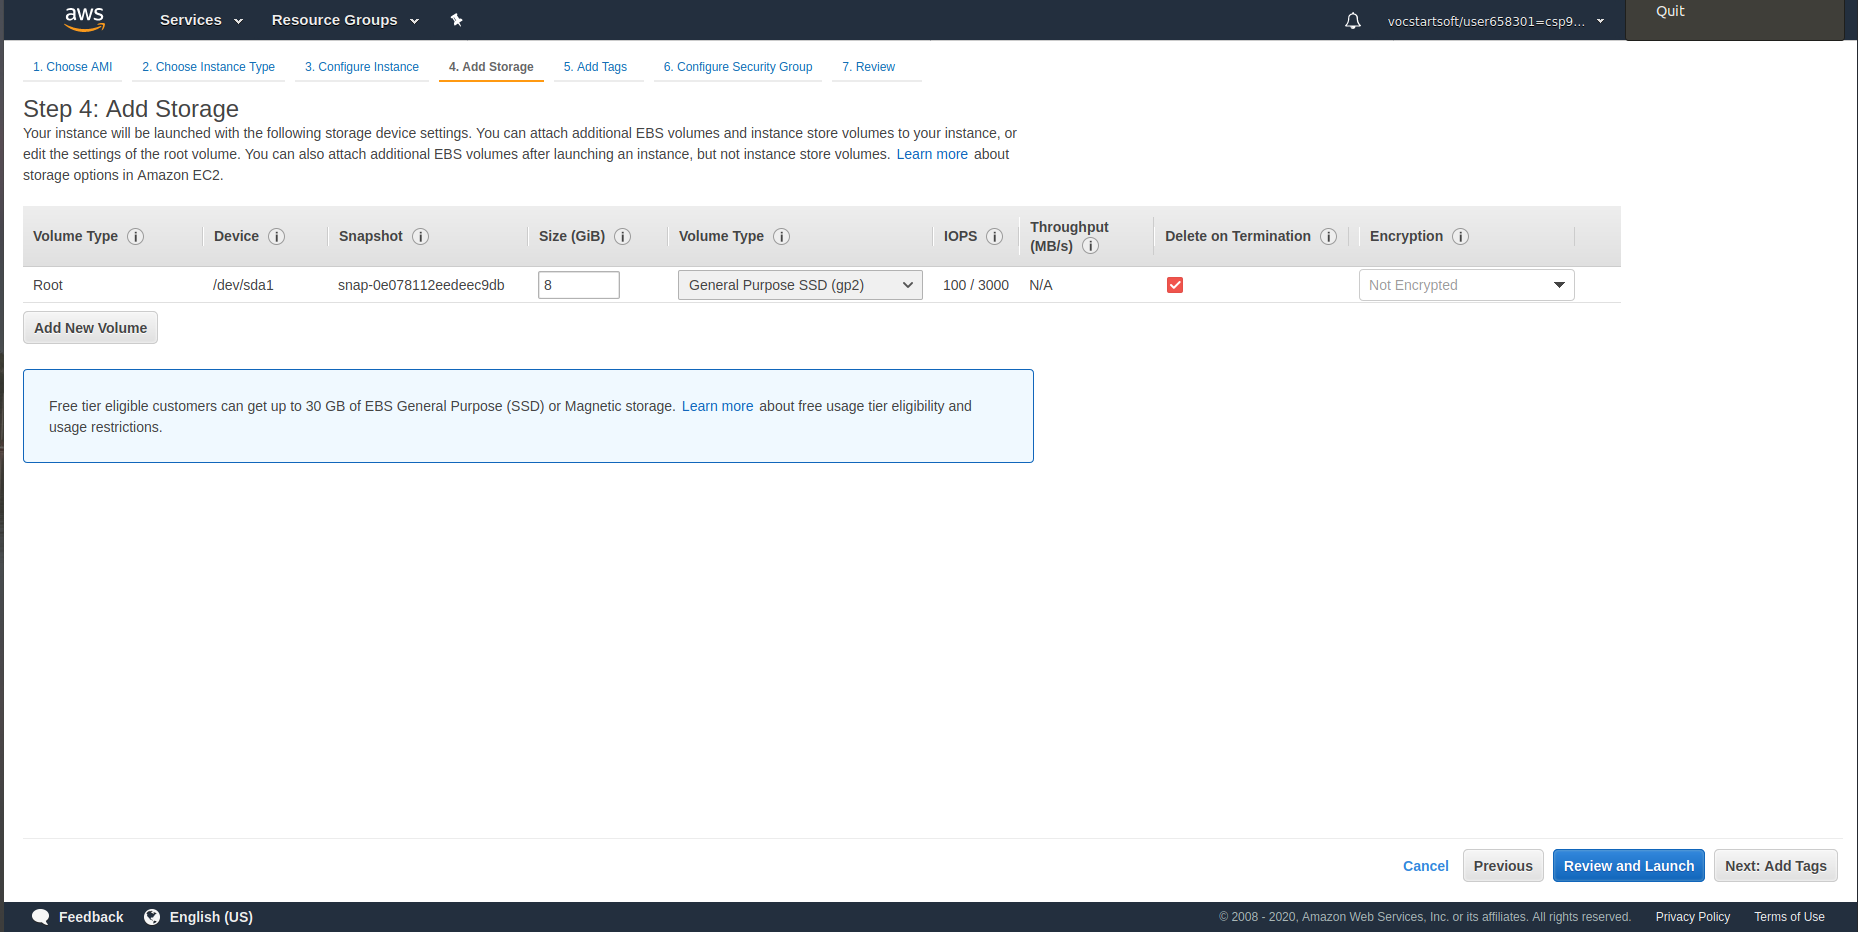 aws Services Resource Groups vocstartsoft/user658301=csp9... Quit
1. Choose AMI 2. Choose Instance Type 3. Configure Instance 4. Add Storage 5. Add Tags 6. Configure Security Group 7. Review
Step 4: Add Storage
Your instance will be launched with the following storage device settings. You can attach additional EBS volumes and instance store volumes to your instance, or
edit the settings of the root volume. You can also attach additional EBS volumes after launching an instance, but not instance store volumes. Learn more about
storage options in Amazon EC2.
Volume Type Device Snapshot Size (GiB) Volume Type IOPS Throughput (MB/s) Delete on Termination Encryption
Root /dev/sda1 snap-0e078112eedeec9db 8 General Purpose SSD (gp2) 100 / 3000 N/A Not Encrypted
Add New Volume
Free tier eligible customers can get up to 30 GB of EBS General Purpose (SSD) or Magnetic storage. Learn more about free usage tier eligibility and
usage restrictions.
Cancel Previous Review and Launch Next: Add Tags
Feedback English (US) © 2008 - 2020, Amazon Web Services, Inc. or its affiliates. All rights reserved. Privacy Policy Terms of Use